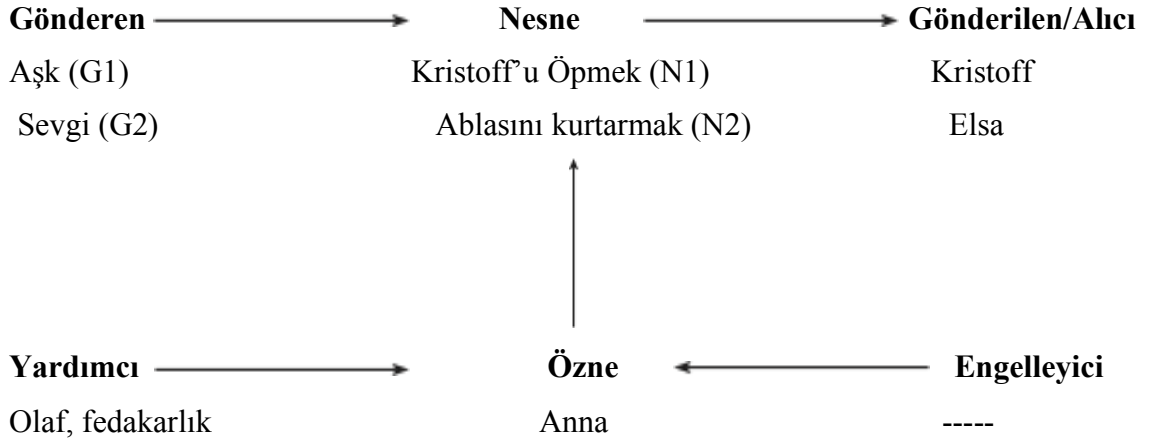 Gönderen Nesne Gönderilen/Alıcı
Aşk (G1) Kristoff’u Öpmek (N1) Kristoff
Sevgi (G2) Ablasını kurtarmak (N2) Elsa
Yardımcı Özne Engelleyici
Olaf, fedakarlık Anna -----